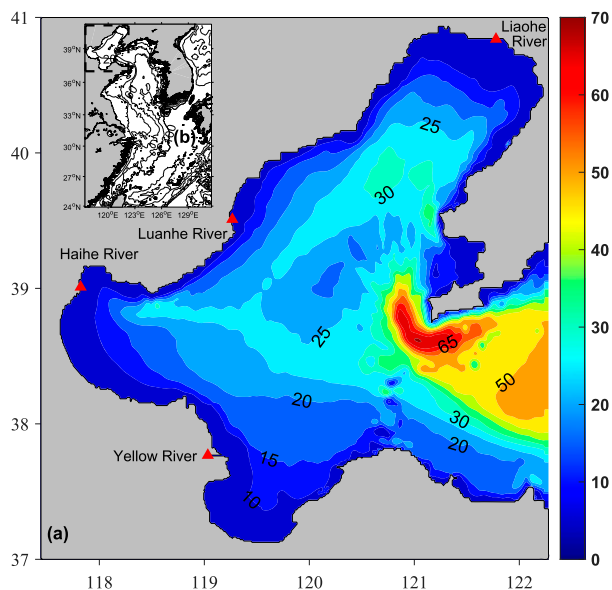 41
40
39
38
37
118
119
120
121
122
Liaohe
River
Luanhe River
Haihe River
Yellow River
25
30
25
20
15
10
65
50
30
20
(a)
39°N
36°N
33°N
30°N
27°N
24°N
120°E
123°E
126°E
129°E
(b)
70
60
50
40
30
20
10
0